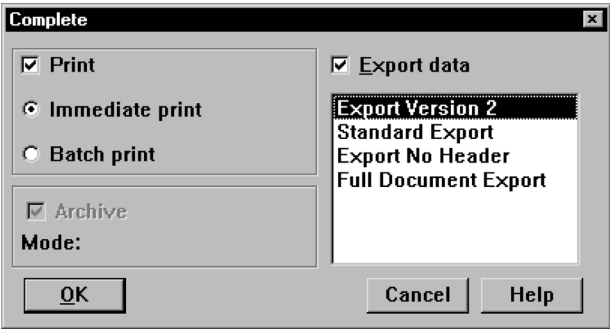 Complete
Print
Immediate print
Batch print
Archive
Mode:
Export data
Export Version 2
Standard Export
Export No Header
Full Document Export
OK
Cancel
Help